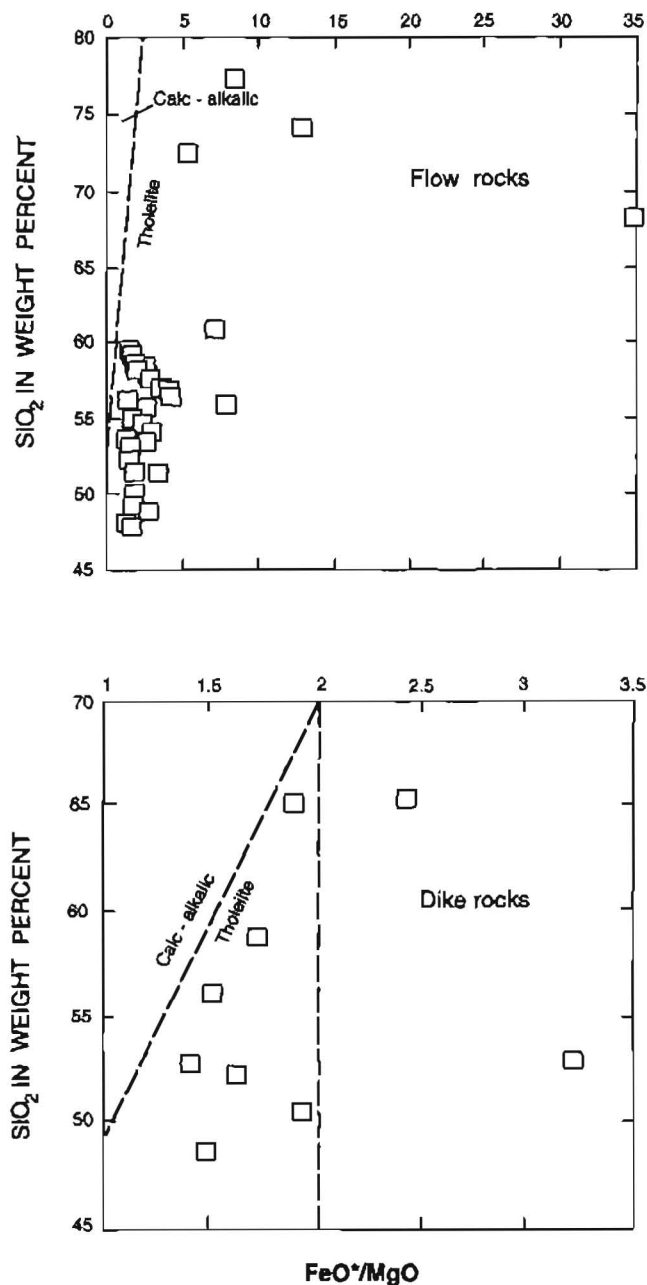 0 5 10 15 20 25 30 35
80
75
70
65
60
55
50
45
SIO2 IN WEIGHT PERCENT
Calc - alkalic
Tholeiite
Flow rocks
1 1.5 2 2.5 3 3.5
70
65
60
55
50
45
SIO2 IN WEIGHT PERCENT
Calc - alkalic
Tholeiite
Dike rocks
FeO*/MgO